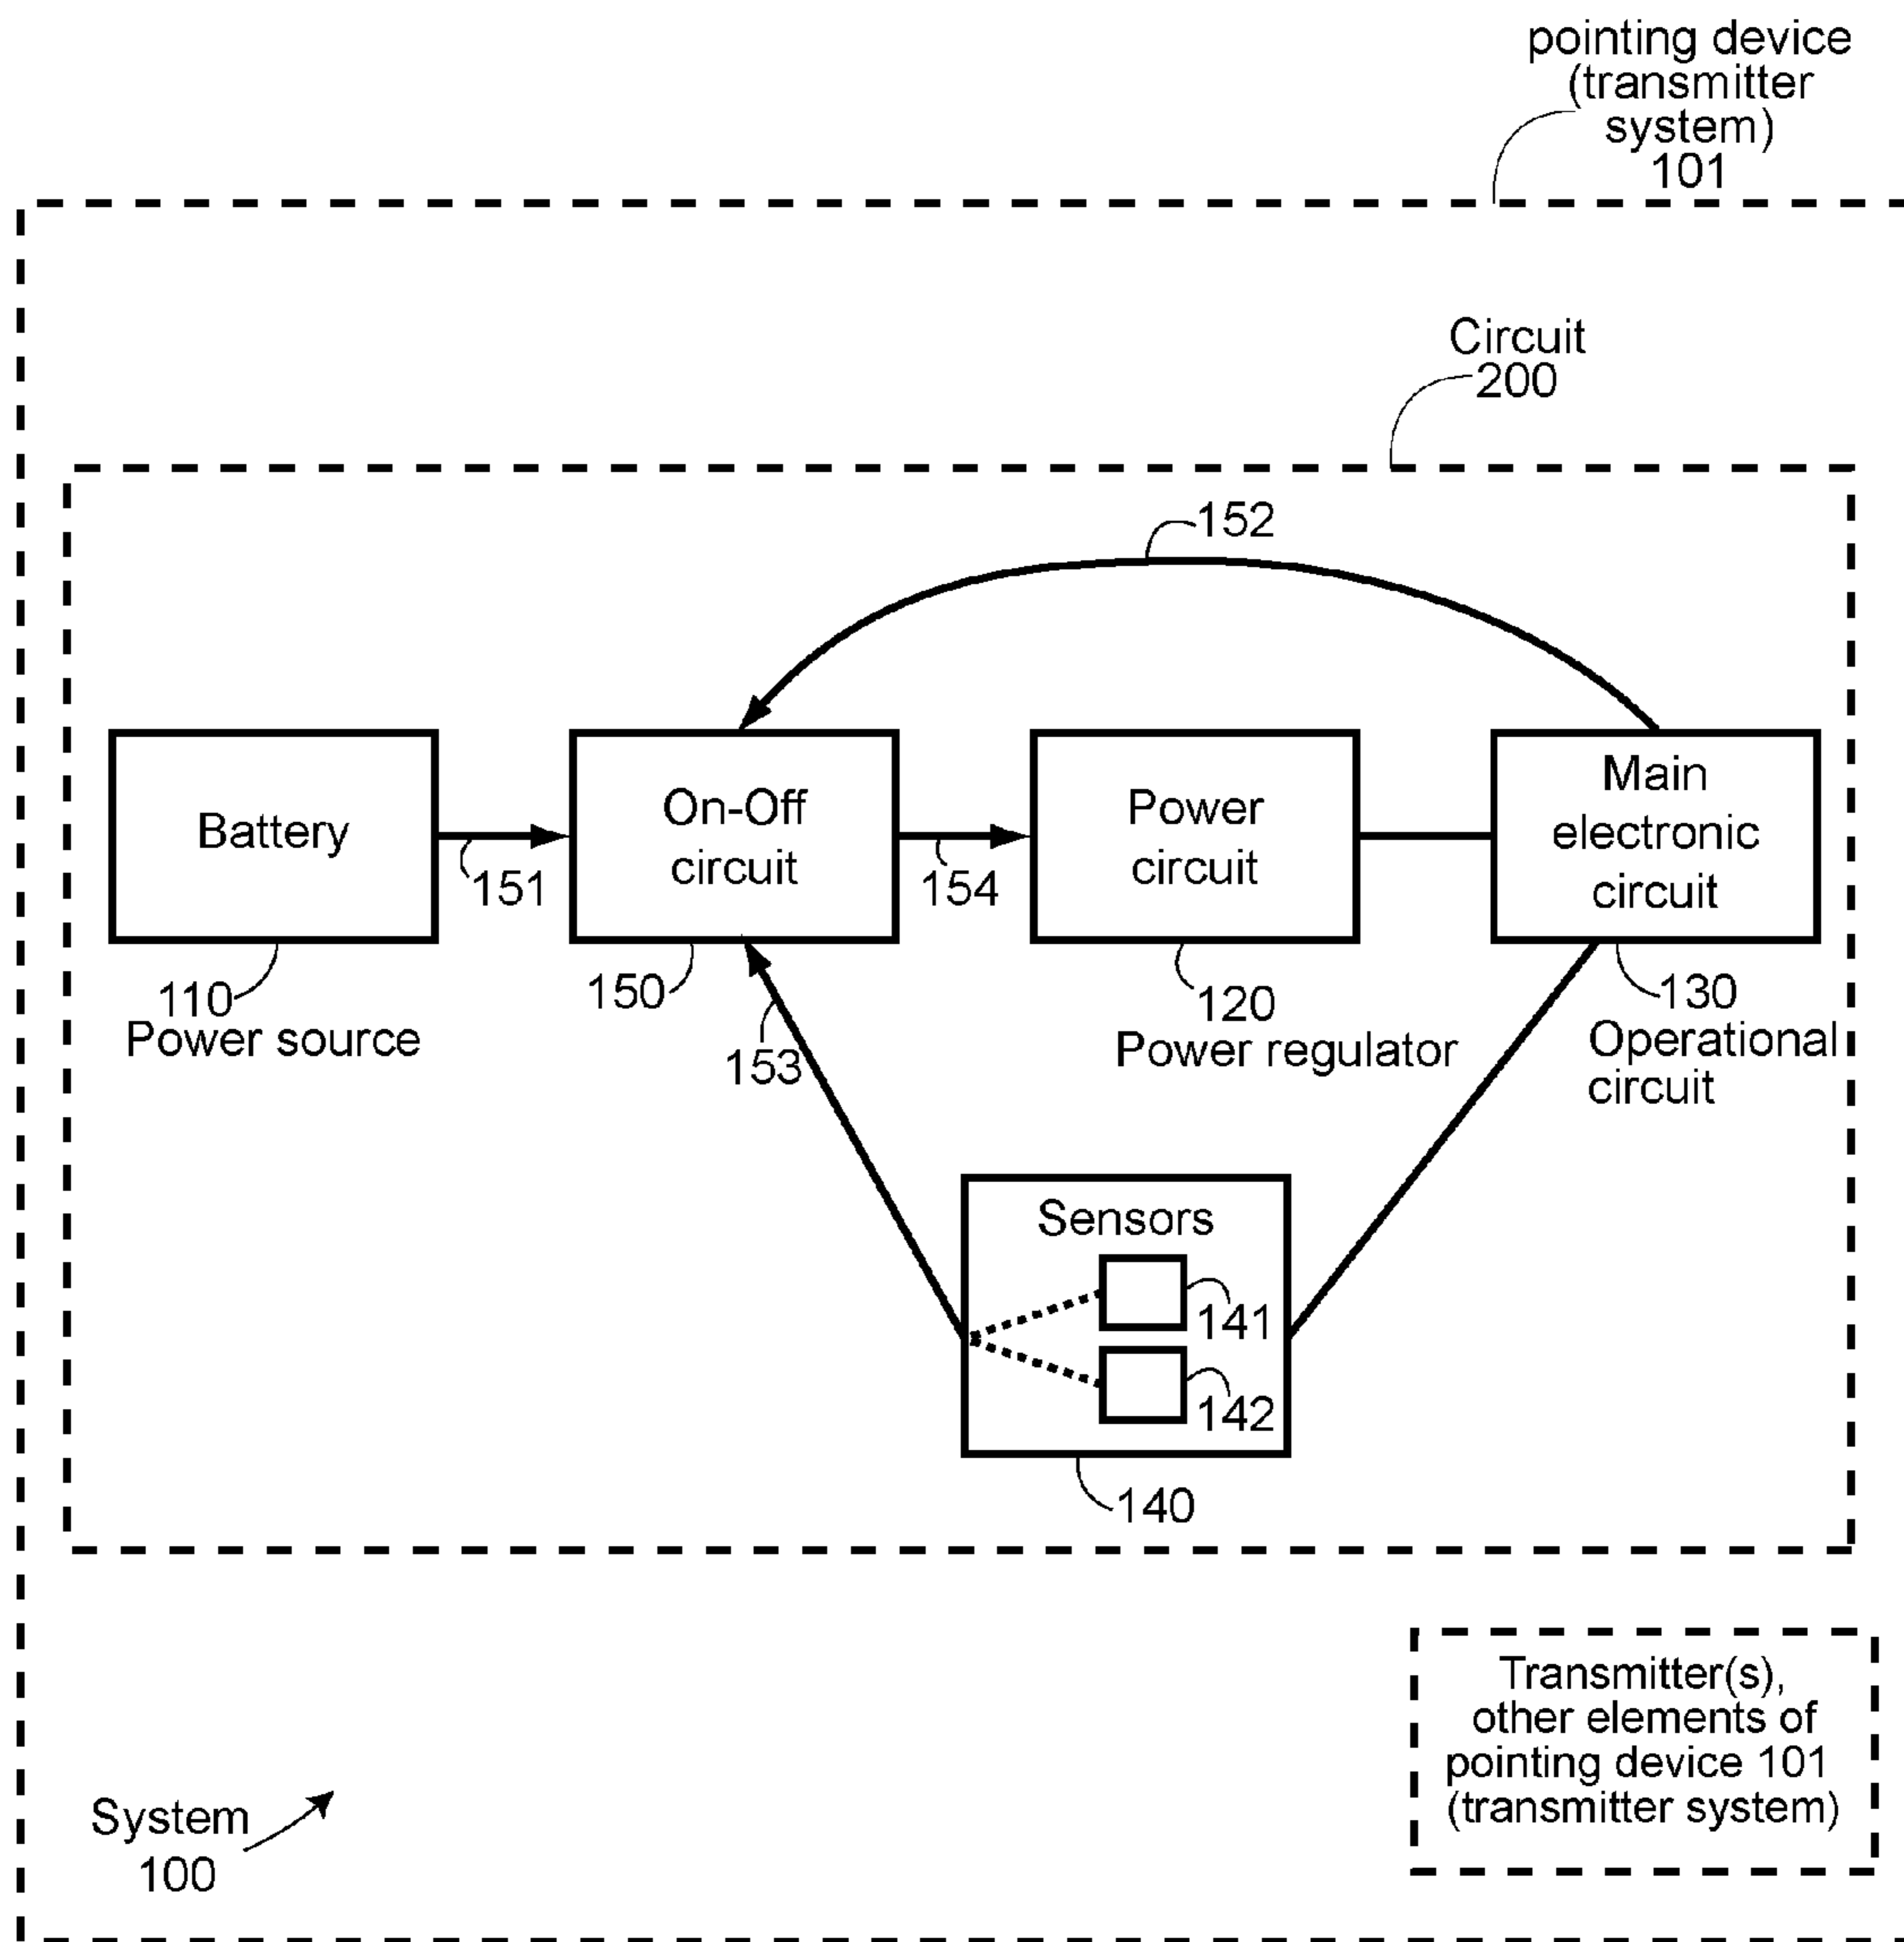 pointing device
(transmitter
system)
101
Circuit
200
152
Battery
On-Off
circuit
Power
circuit
Main
electronic
circuit
151
154
110
Power source
150
120
Power regulator
130
Operational
circuit
153
Sensors
141
142
140
Transmitter(s),
other elements of
pointing device 101
(transmitter system)
System
100